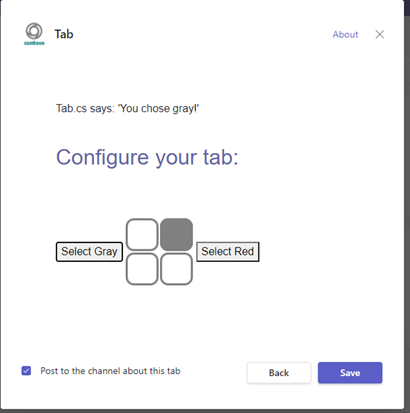 contoso
Tab
About
Tab.cs says: 'You chose gray!'
Configure your tab:
Select Gray
Select Red
Post to the channel about this tab
Back
Save